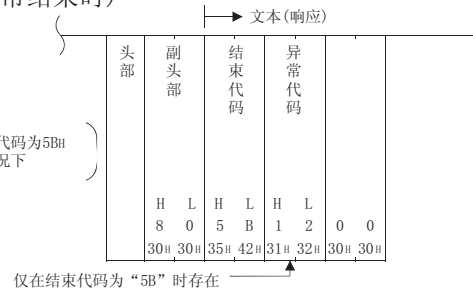 常结束时)
文本(响应)
头部
副头部
结束代码
异常代码
代码为5BH
况下
H L H L H L
8 0 5 B 1 2 0 0
30H 30H 35H 42H 31H 32H 30H 30H
仅在结束代码为“5B”时存在